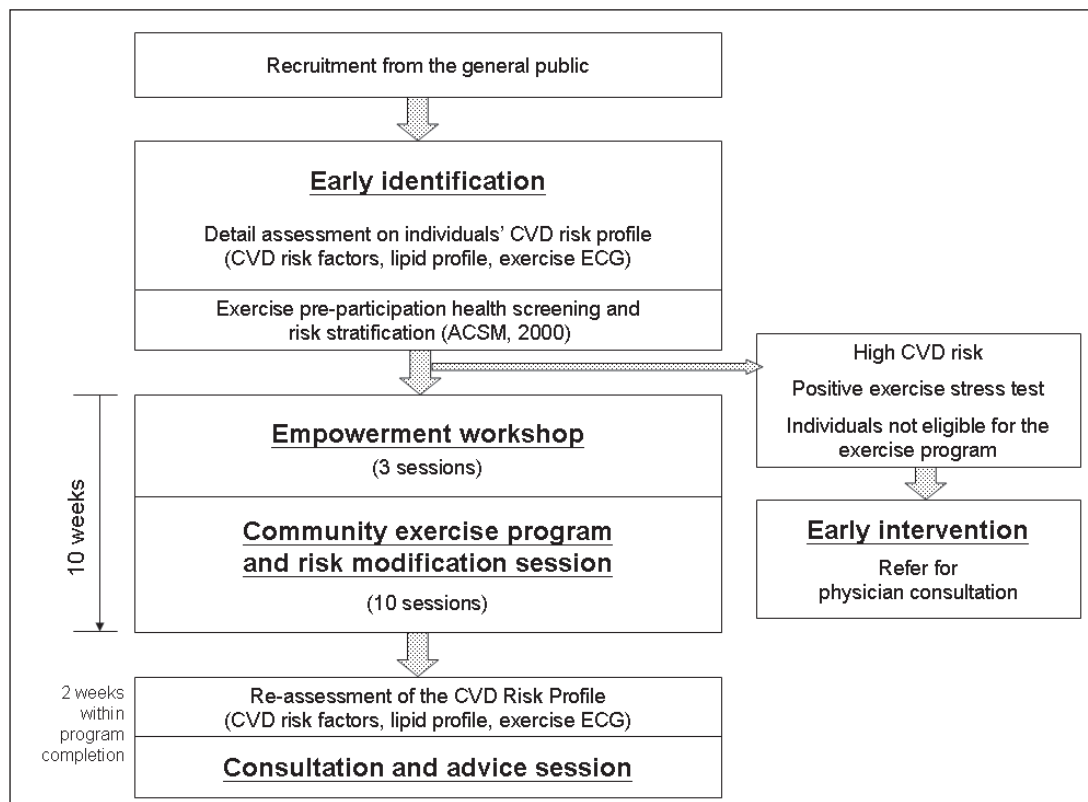 Recruitment from the general public
Early identification
Detail assessment on individuals' CVD risk profile
(CVD risk factors, lipid profile, exercise ECG)
Exercise pre-participation health screening and
risk stratification (ACSM, 2000)
High CVD risk
Positive exercise stress test
Individuals not eligible for the
exercise program
10 weeks
Empowerment workshop
(3 sessions)
Community exercise program
and risk modification session
(10 sessions)
Early intervention
Refer for
physician consultation
2 weeks
within
program
completion
Re-assessment of the CVD Risk Profile
(CVD risk factors, lipid profile, exercise ECG)
Consultation and advice session